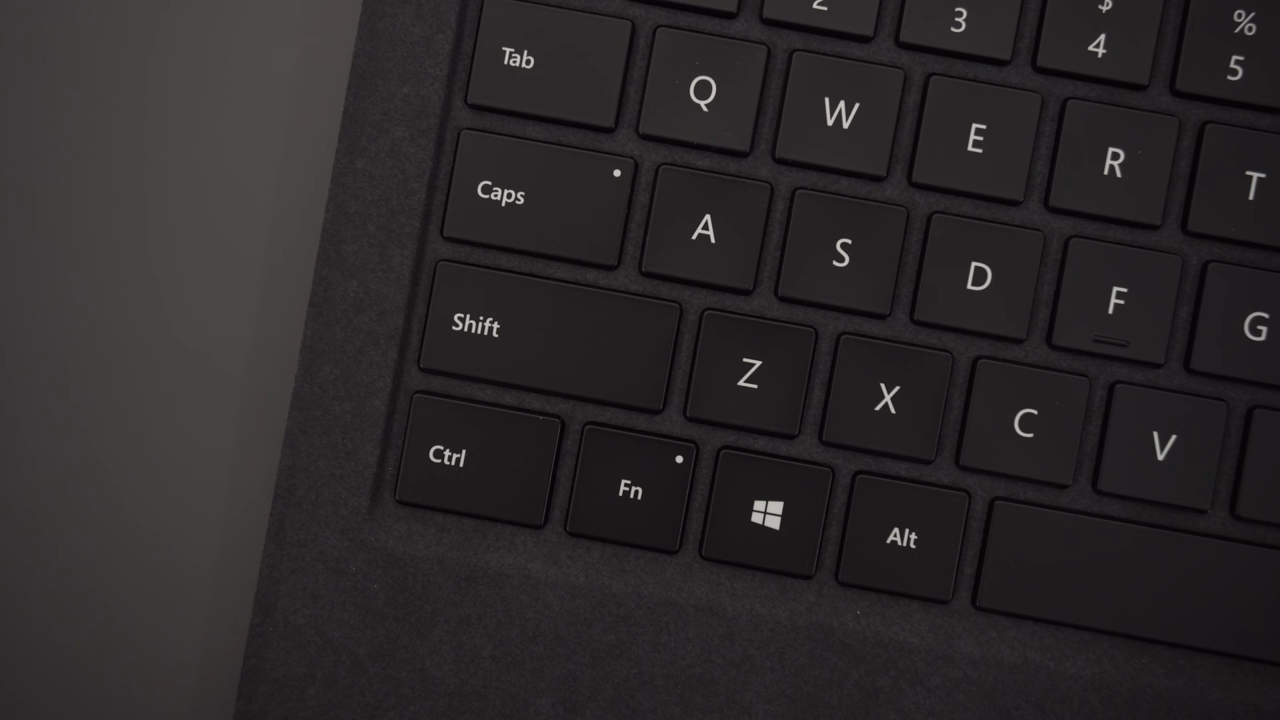 2 3 $ 4 % 5
Tab Q W E R T
Caps A S D F G
Shift Z X C V
Ctrl Fn Alt